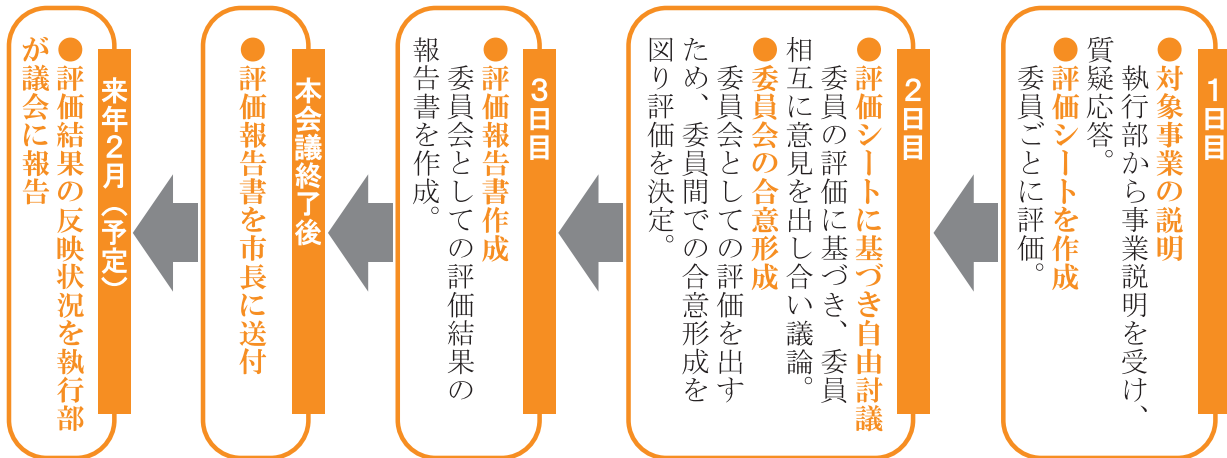 1日目
●対象事業の説明
執行部から事業説明を受け、
質疑応答。
●評価シートを作成
委員ごとに評価。
2日目
●評価シートに基づき自由討議
委員の評価に基づき、委員
相互に意見を出し合い議論。
●委員会の合意形成
委員会としての評価を出す
ため、委員間での合意形成を
図り評価を決定。
3日目
●評価報告書作成
委員会としての評価結果の
報告書を作成。
本会議終了後
●評価報告書を市長に送付
来年2月（予定）
●評価結果の反映状況を執行部
が議会に報告